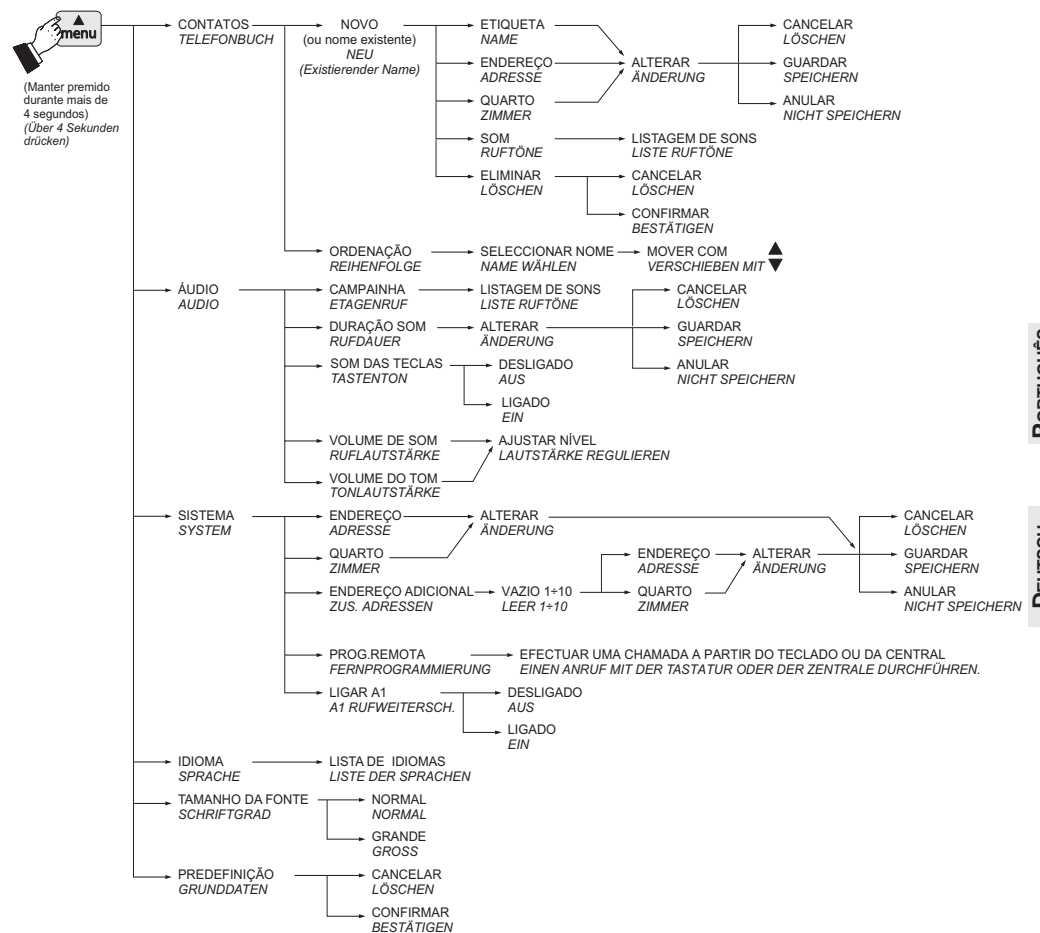 menu
(Manter premido
durante mais de
4 segundos)
(Über 4 Sekunden
drücken)
CONTATOS
TELEFONBUCH
NOVO
(ou nome existente)
NEU
(Existierender Name)
ETIQUETA
NAME
ENDEREÇO
ADRESSE
QUARTO
ZIMMER
ALTERAR
ÄNDERUNG
CANCELAR
LÖSCHEN
GUARDAR
SPEICHERN
ANULAR
NICHT SPEICHERN
SOM
RUFTÖNE
LISTAGEM DE SONS
LISTE RUFTÖNE
ELIMINAR
LÖSCHEN
CANCELAR
LÖSCHEN
CONFIRMAR
BESTÄTIGEN
ORDENAÇÃO
REIHENFOLGE
SELECCIONAR NOME
NAME WÄHLEN
MOVER COM
VERSCHIEBEN MIT
ÁUDIO
AUDIO
CAMPAINHA
ETAGENRUF
LISTAGEM DE SONS
LISTE RUFTÖNE
DURAÇÃO SOM
RUFDAUER
ALTERAR
ÄNDERUNG
CANCELAR
LÖSCHEN
GUARDAR
SPEICHERN
ANULAR
NICHT SPEICHERN
SOM DAS TECLAS
TASTENTON
DESLIGADO
AUS
LIGADO
EIN
VOLUME DE SOM
RUFLAUTSTÄRKE
AJUSTAR NÍVEL
LAUTSTÄRKE REGULIEREN
VOLUME DO TOM
TONLAUTSTÄRKE
SISTEMA
SYSTEM
ENDEREÇO
ADRESSE
ALTERAR
ÄNDERUNG
QUARTO
ZIMMER
ENDEREÇO ADICIONAL
ZUS. ADRESSEN
VAZIO 1÷10
LEER 1÷10
ENDEREÇO
ADRESSE
QUARTO
ZIMMER
ALTERAR
ÄNDERUNG
CANCELAR
LÖSCHEN
GUARDAR
SPEICHERN
ANULAR
NICHT SPEICHERN
PROG.REMOTA
FERNPROGRAMMIERUNG
EFECTUAR UMA CHAMADA A PARTIR DO TECLADO OU DA CENTRAL
EINEN ANRUF MIT DER TASTATUR ODER DER ZENTRALE DURCHFÜHREN.
LIGAR A1
A1 RUFWEITERSCH.
DESLIGADO
AUS
LIGADO
EIN
IDIOMA
SPRACHE
LISTA DE IDIOMAS
LISTE DER SPRACHEN
TAMANHO DA FONTE
SCHRIFTGRAD
NORMAL
NORMAL
GRANDE
GROSS
PREDEFINIÇÃO
GRUNDDATEN
CANCELAR
LÖSCHEN
CONFIRMAR
BESTÄTIGEN
PORTUGUÊS
DEUTSCH